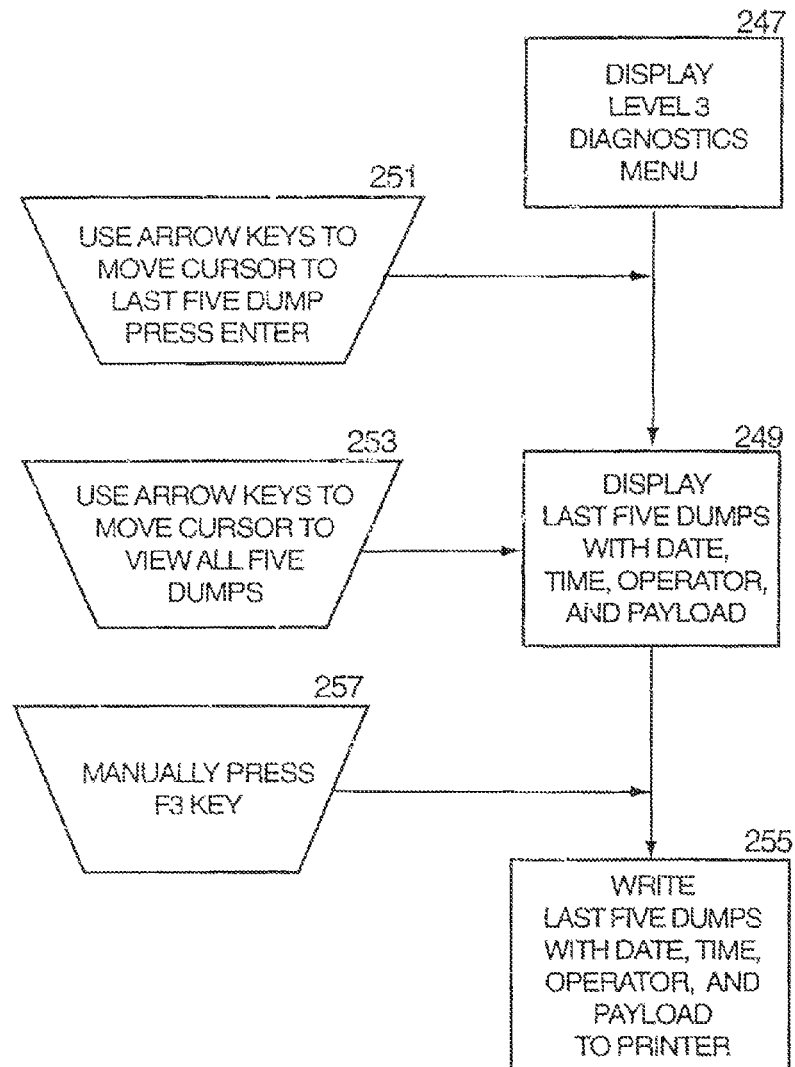 247
DISPLAY
LEVEL 3
DIAGNOSTICS
MENU
251
USE ARROW KEYS TO
MOVE CURSOR TO
LAST FIVE DUMP
PRESS ENTER
253
USE ARROW KEYS TO
MOVE CURSOR TO
VIEW ALL FIVE
DUMPS
249
DISPLAY
LAST FIVE DUMPS
WITH DATE,
TIME, OPERATOR,
AND PAYLOAD
257
MANUALLY PRESS
F3 KEY
255
WRITE
LAST FIVE DUMPS
WITH DATE, TIME,
OPERATOR, AND
PAYLOAD
TO PRINTER